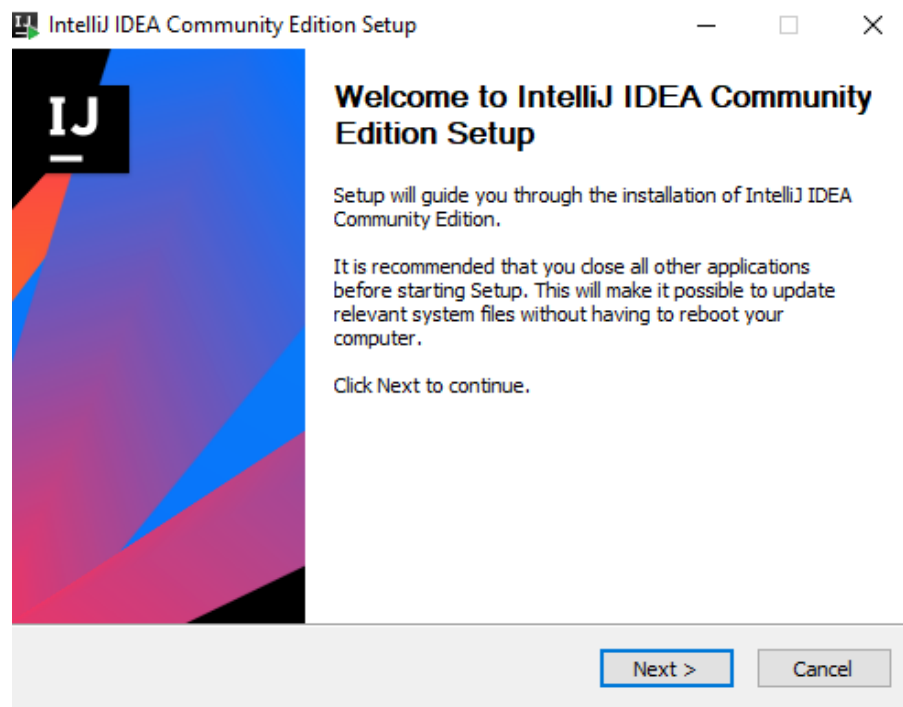 IntelliJ IDEA Community Edition Setup
IJ
Welcome to IntelliJ IDEA Community
Edition Setup
Setup will guide you through the installation of IntelliJ IDEA
Community Edition.
It is recommended that you close all other applications
before starting Setup. This will make it possible to update
relevant system files without having to reboot your
computer.
Click Next to continue.
Next >
Cancel